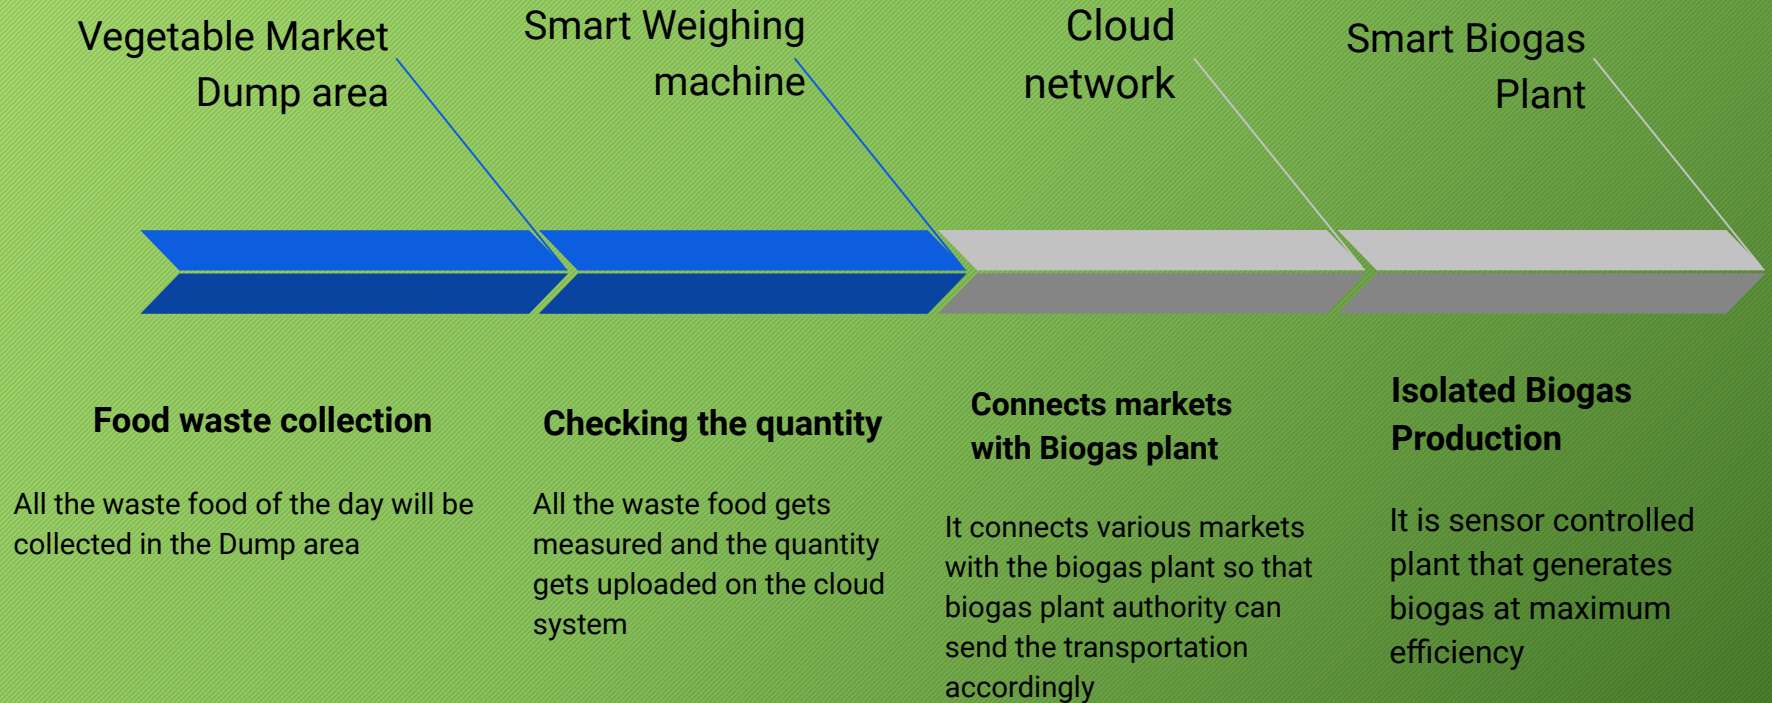 Vegetable Market
Dump area
Smart Weighing
machine
Cloud
network
Smart Biogas
Plant
Food waste collection
All the waste food of the day will be
collected in the Dump area
Checking the quantity
All the waste food gets
measured and the quantity
gets uploaded on the cloud
system
Connects markets
with Biogas plant
It connects various markets
with the biogas plant so that
biogas plant authority can
send the transportation
accordingly
Isolated Biogas
Production
It is sensor controlled
plant that generates
biogas at maximum
efficiency